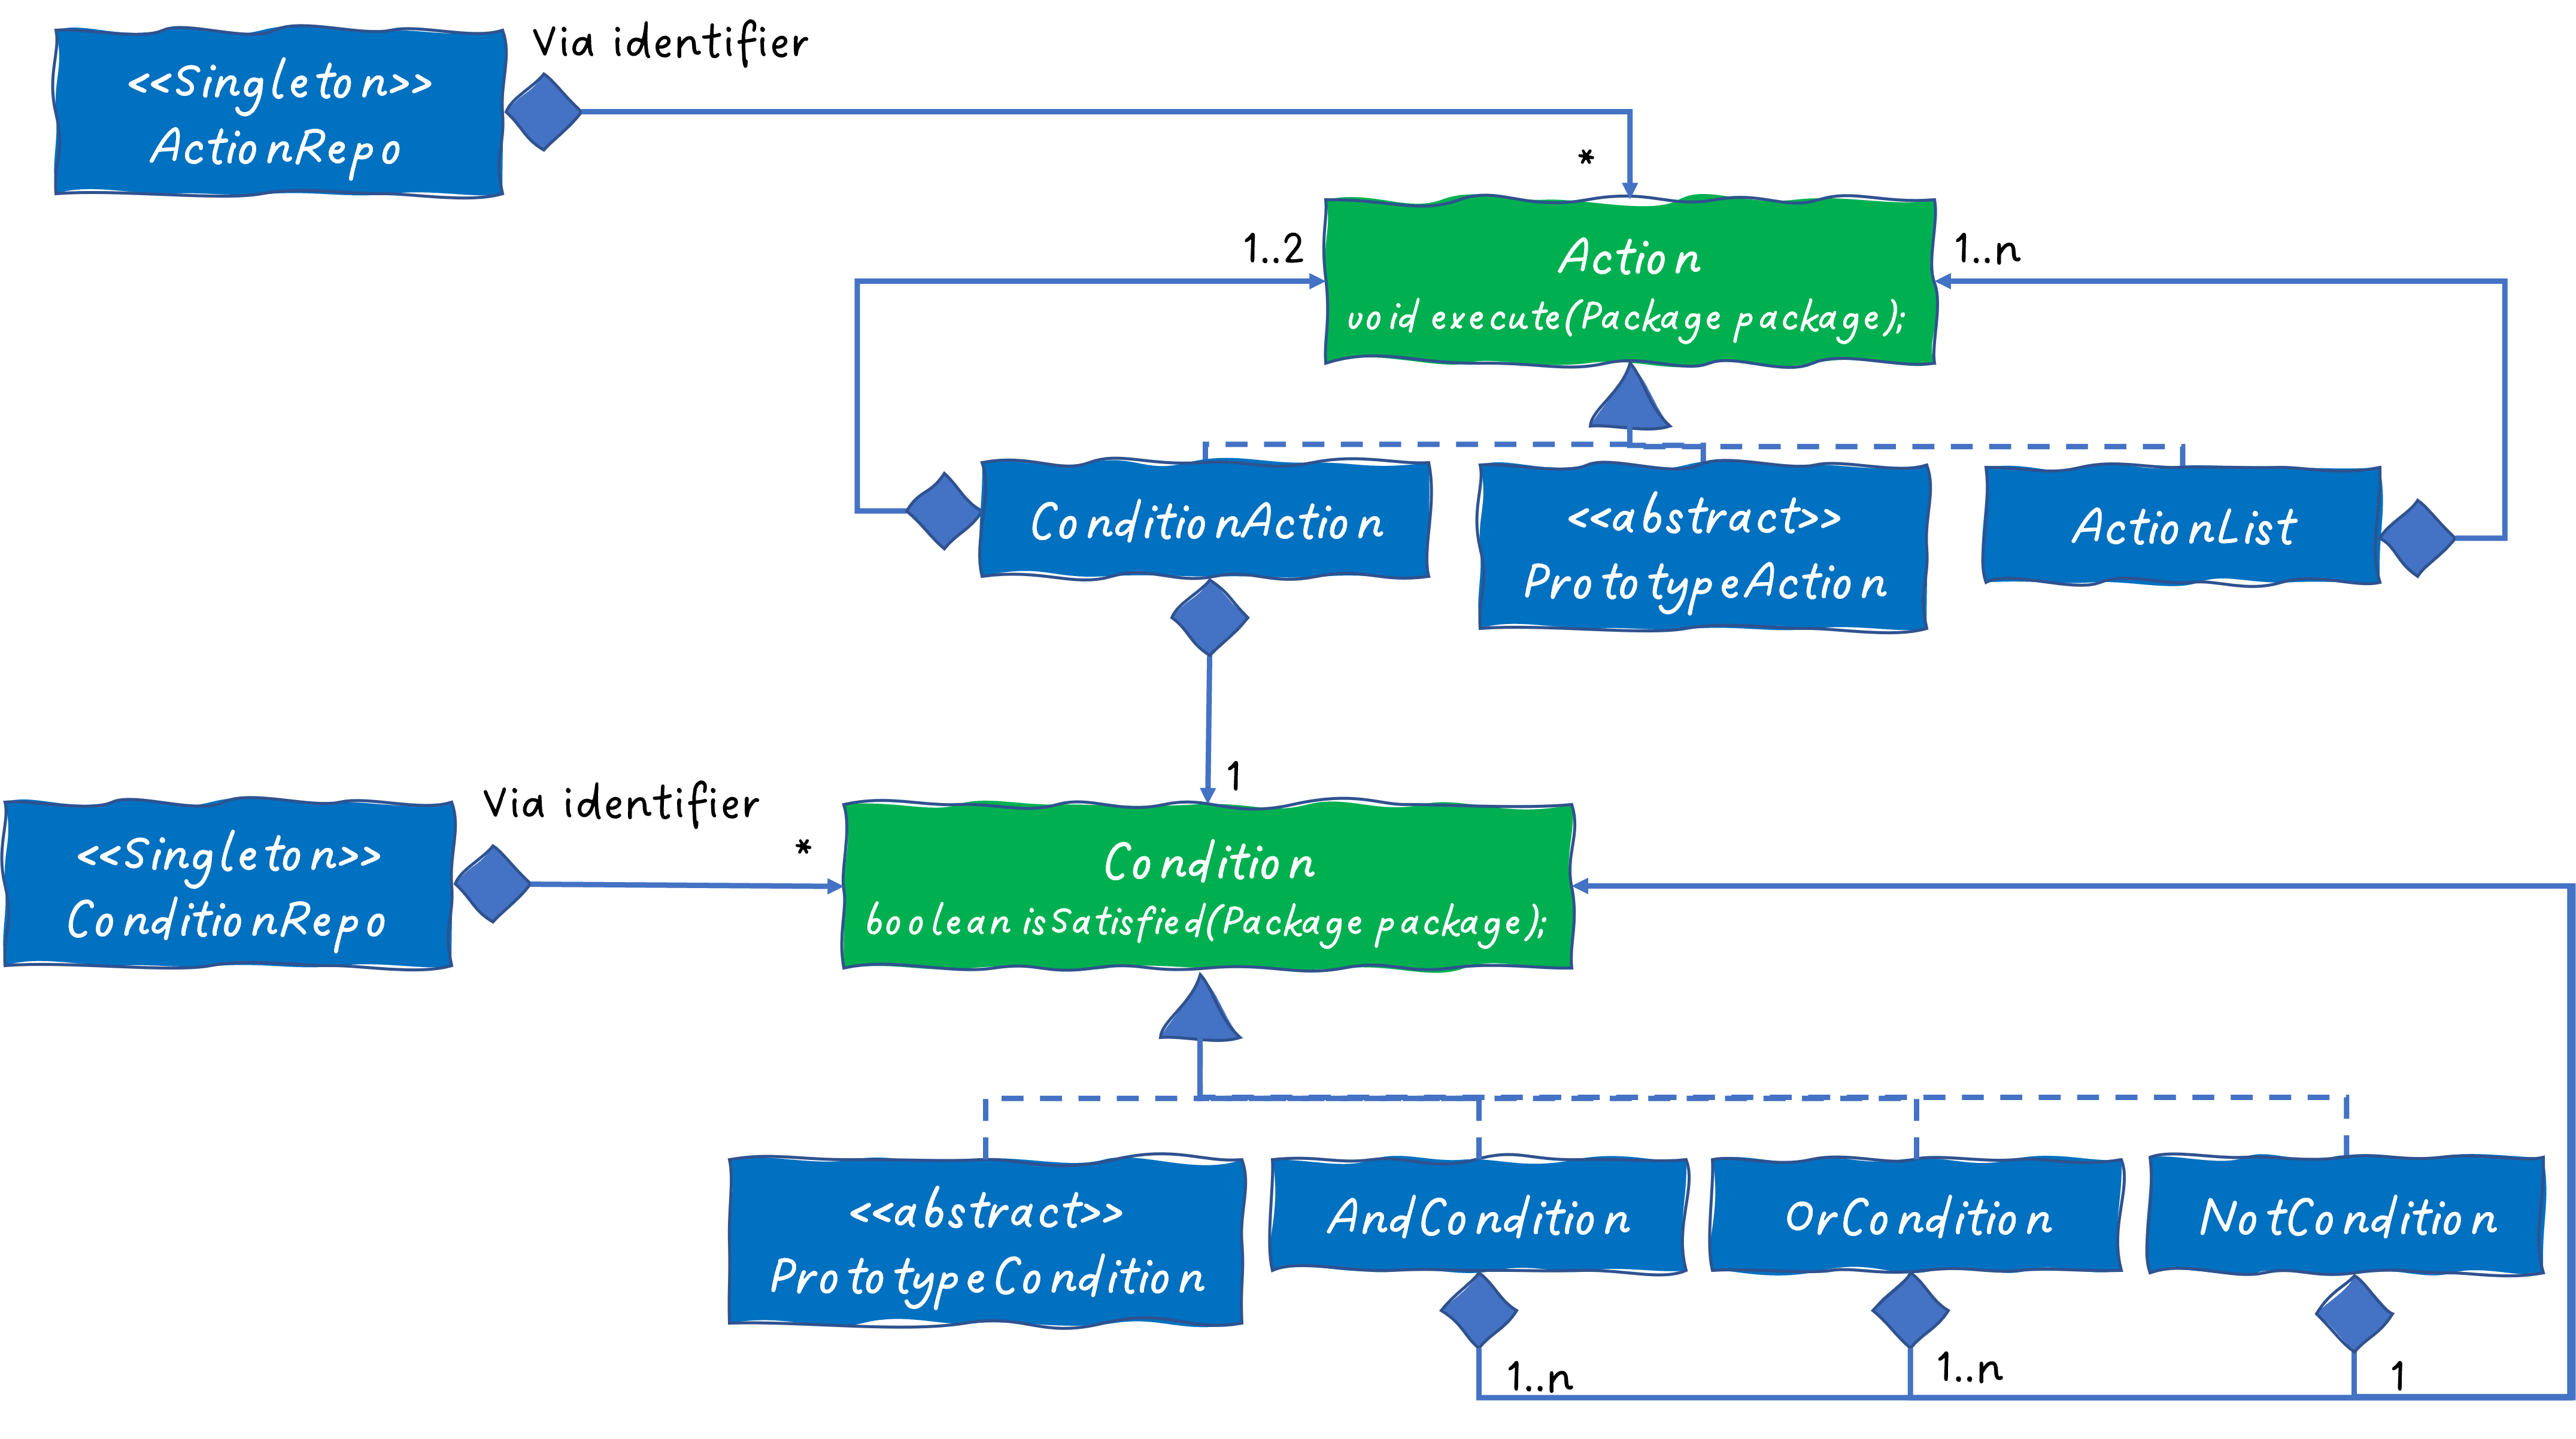 Via identifier
<<Singleton>>
ActionRepo
*
1..2
Action
void execute(Package package);
1..n
ConditionAction
<<abstract>>
PrototypeAction
ActionList
1
Via identifier
*
<<Singleton>>
ConditionRepo
Condition
boolean isSatisfied(Package package);
<<abstract>>
PrototypeCondition
AndCondition
OrCondition
NotCondition
1..n
1..n
1